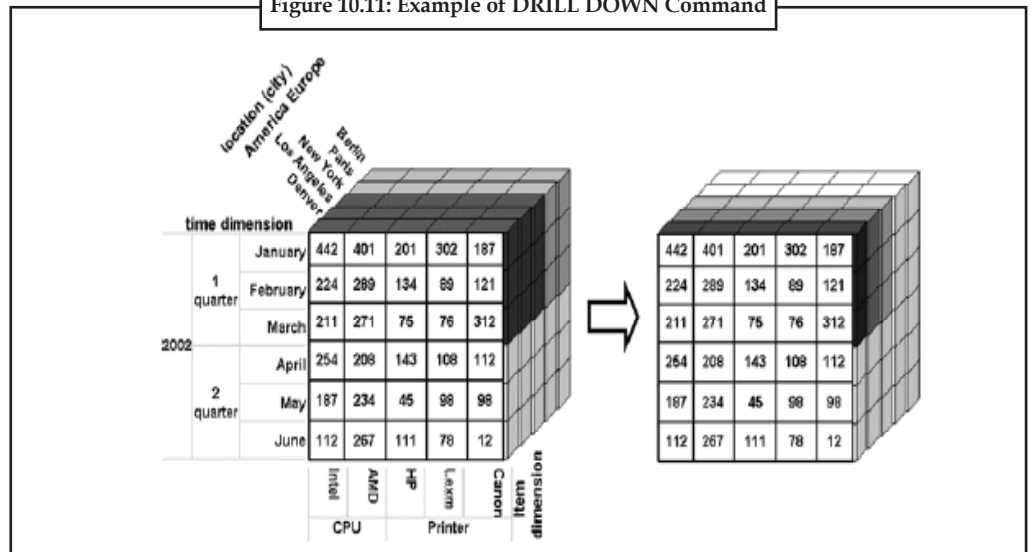 Figure 10.11: Example of DRILL DOWN Command
location (city)
America Europe
Berlin
Paris
New York
Los Angeles
Denver
time dimension
January 442 401 201 302 187
February 224 289 134 89 121
March 211 271 75 76 312
April 254 208 143 108 112
May 187 234 45 98 98
June 112 267 111 78 12
1
quarter
2002
2
quarter
Intel AMD HP Lexm Canon
CPU Printer
Item
dimension
442 401 201 302 187
224 289 134 89 121
211 271 75 76 312
254 208 143 108 112
187 234 45 98 98
112 267 111 78 12